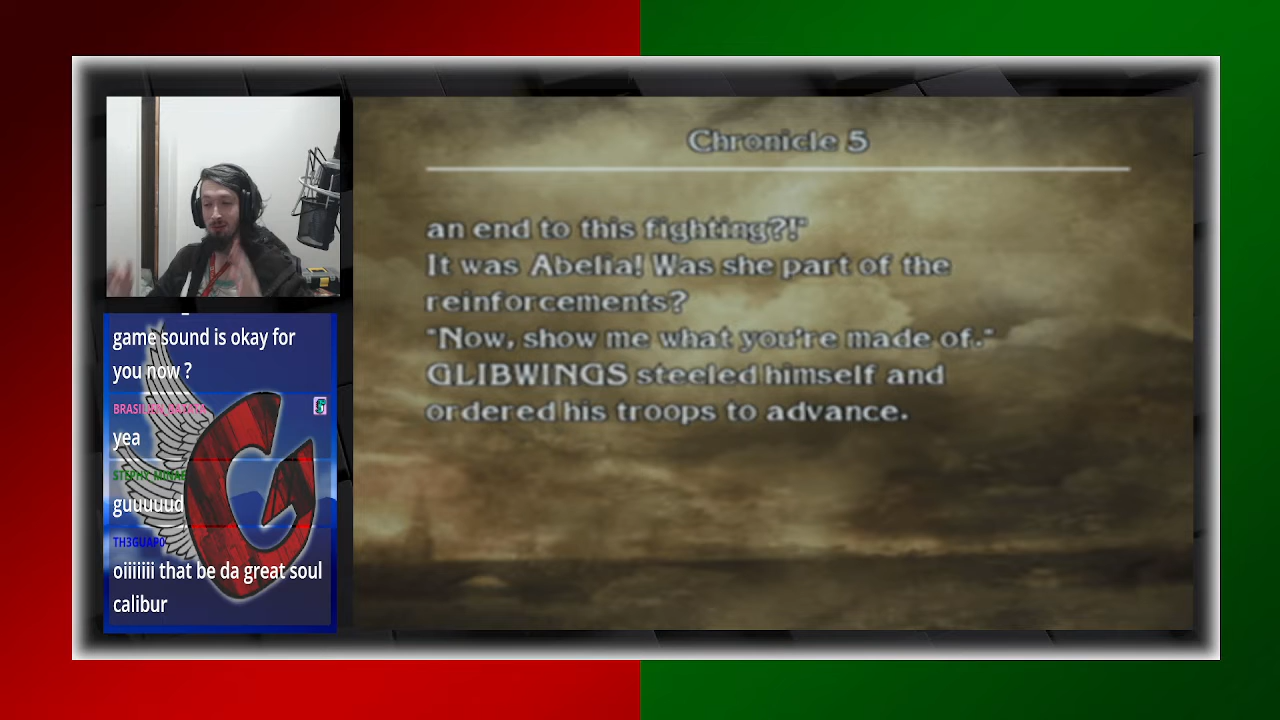 Chronicle 5
an end to this fighting?!"
It was Abelia! Was she part of the
reinforcements?
"Now, show me what you're made of."
GLIBWINGS steeled himself and
ordered his troops to advance.
game sound is okay for
you now ?
yea
guuuuud
TH3GUAP0
oiiiiiii that be da great soul
calibur